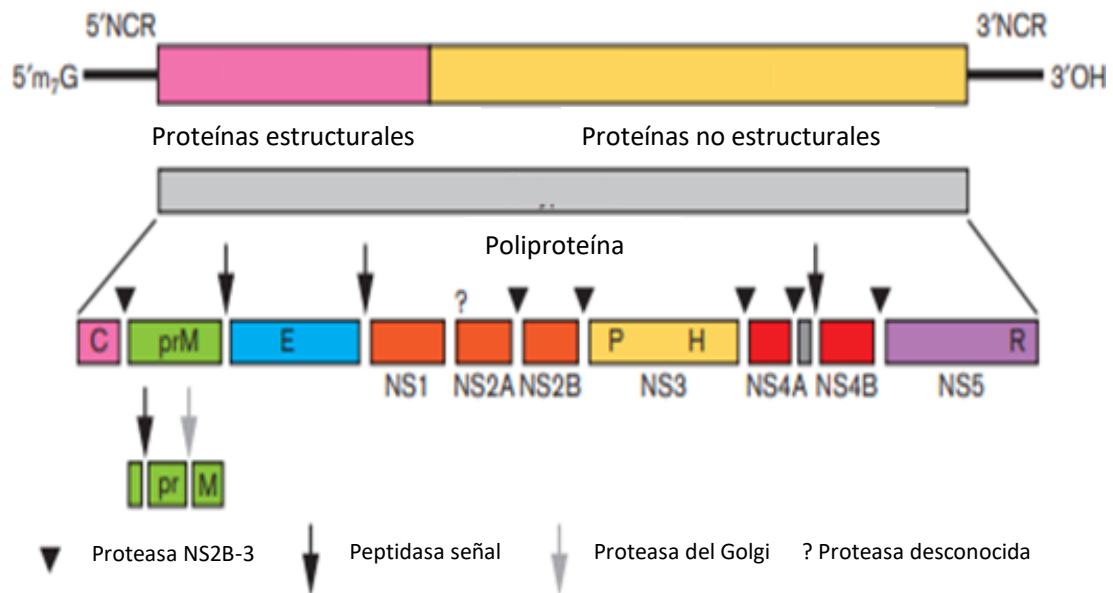 5′NCR 3′NCR
5′m₇G 3′OH
Proteínas estructurales Proteínas no estructurales
Poliproteína
?
C prM E P H R
NS1 NS2A NS2B NS3 NS4A NS4B NS5
pr M
Proteasa NS2B-3 Peptidasa señal Proteasa del Golgi ? Proteasa desconocida